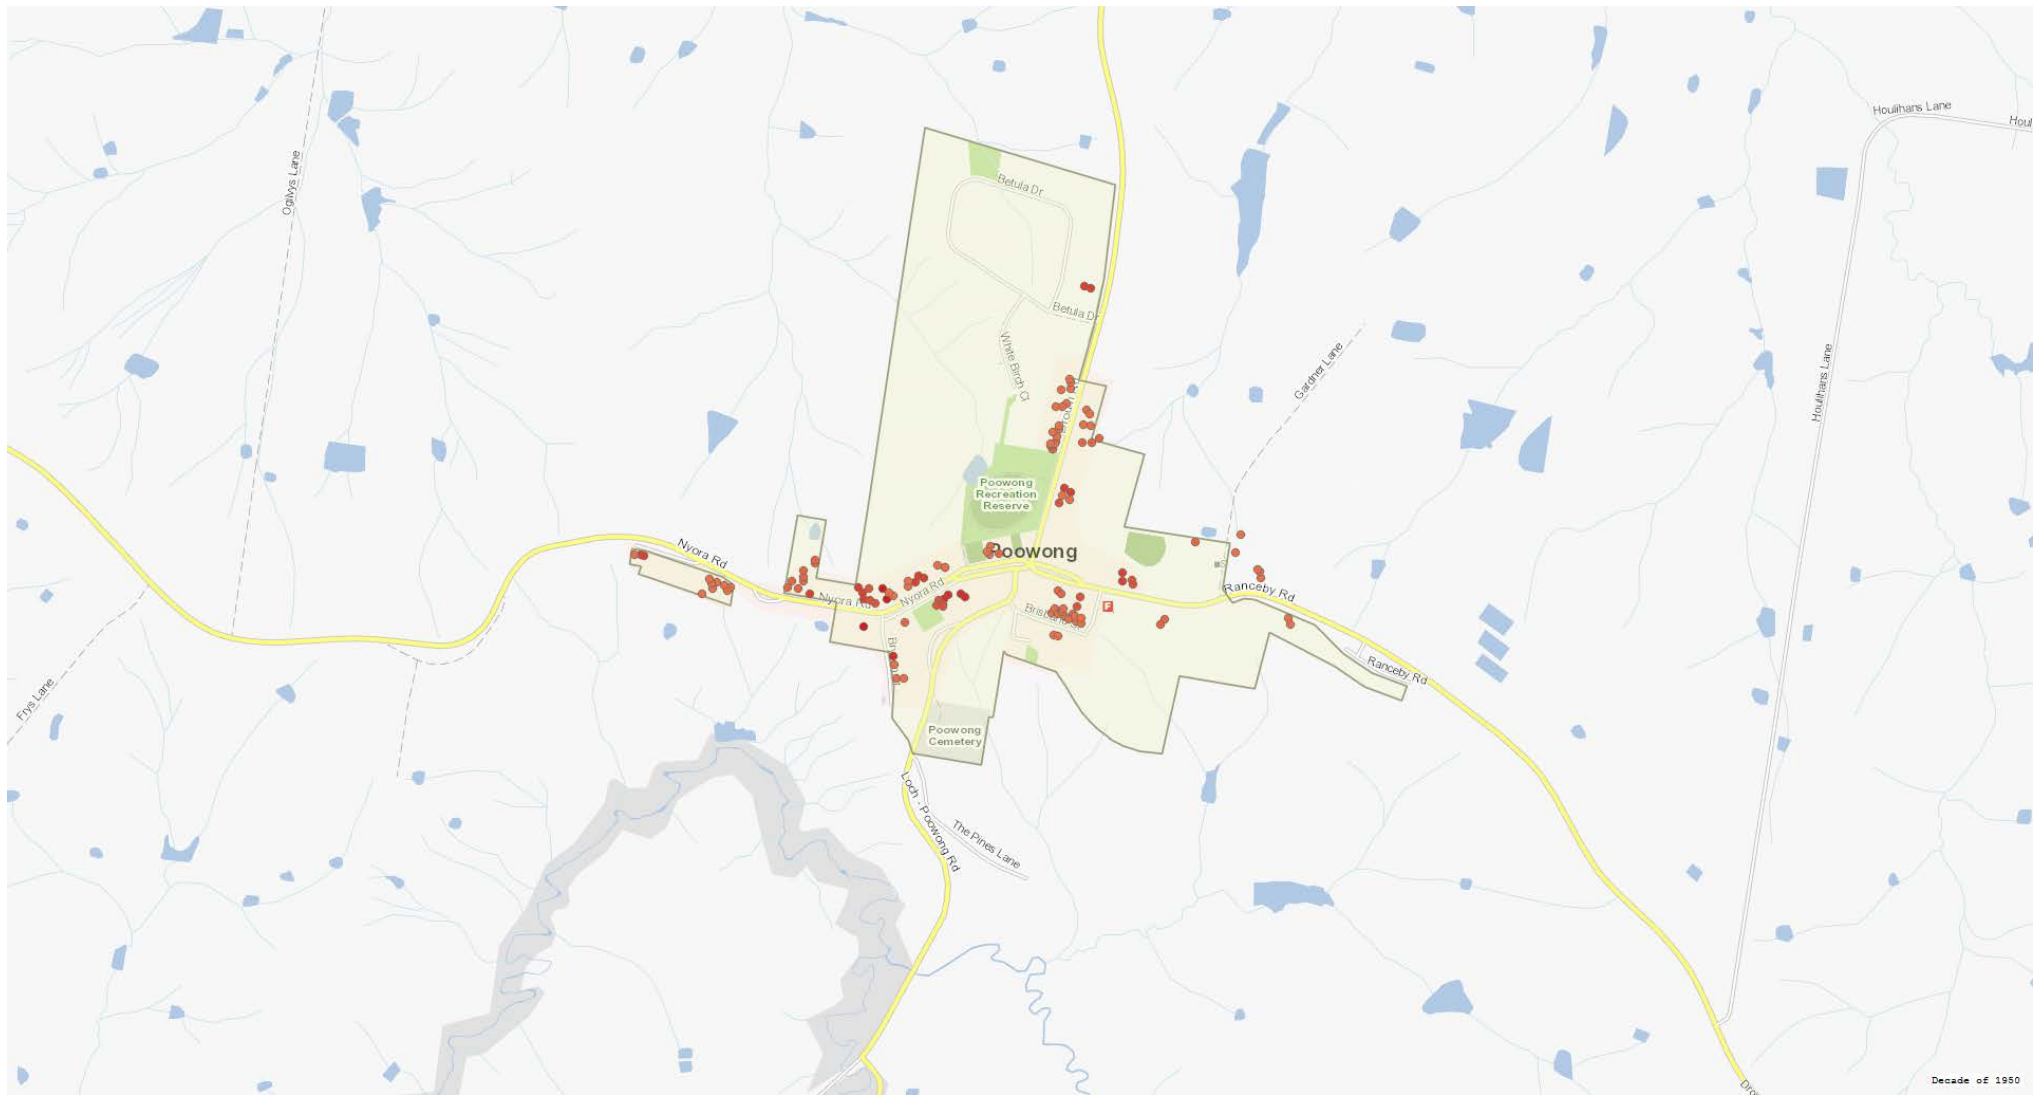 Houlihans Lane
Houl
Ogilvys Lane
Betula Dr
Betula Dr
White Birch Ct
Gardner Lane
Houlihans Lane
Poowong
Recreation
Reserve
Nyora Rd
Poowong
Nyora Rd
Nyora Rd
Ranceby Rd
F
Ranceby Rd
Frys Lane
Poowong
Cemetery
Loch - Poowong Rd
The Pines Lane
Decade of 1950